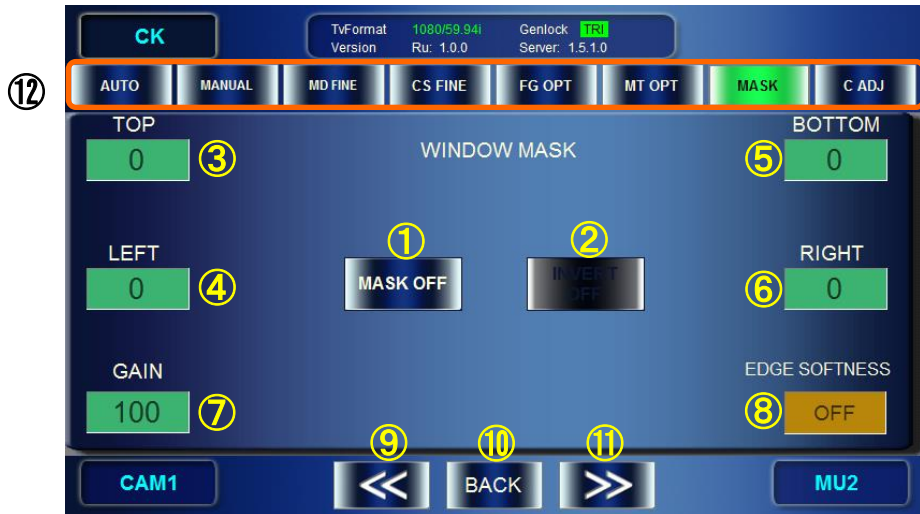 CK
TvFormat 1080/59.94i Genlock TRI
Version Ru: 1.0.0 Server: 1.5.1.0
⑫
AUTO MANUAL MD FINE CS FINE FG OPT MT OPT MASK C ADJ
TOP BOTTOM
0 ③ WINDOW MASK ⑤ 0
① ②
LEFT RIGHT
0 ④ MASK OFF INVERT OFF ⑥ 0
GAIN EDGE SOFTNESS
100 ⑦ ⑧ OFF
⑨ ⑩ ⑪
CAM1 << BACK >> MU2